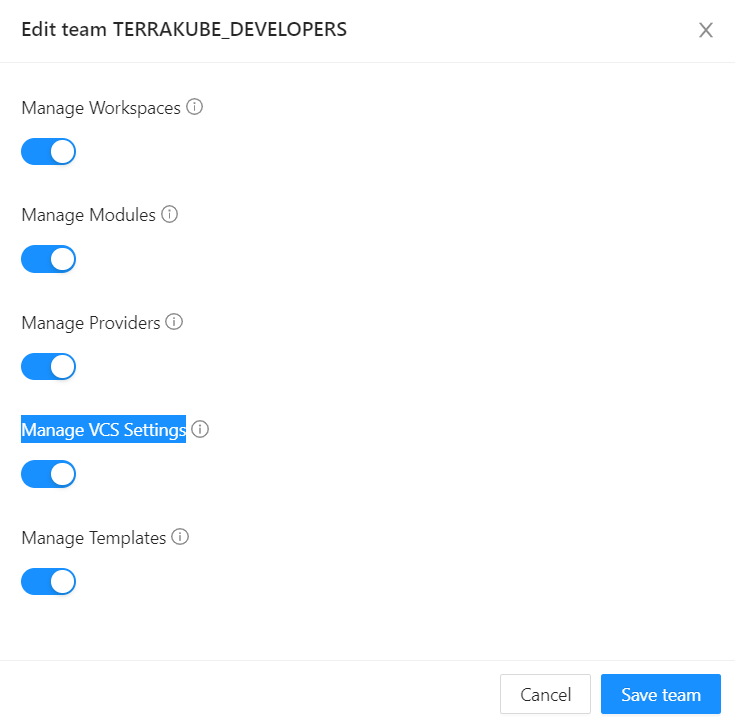 Edit team TERRAKUBE_DEVELOPERS
Manage Workspaces
Manage Modules
Manage Providers
Manage VCS Settings
Manage Templates
Cancel
Save team